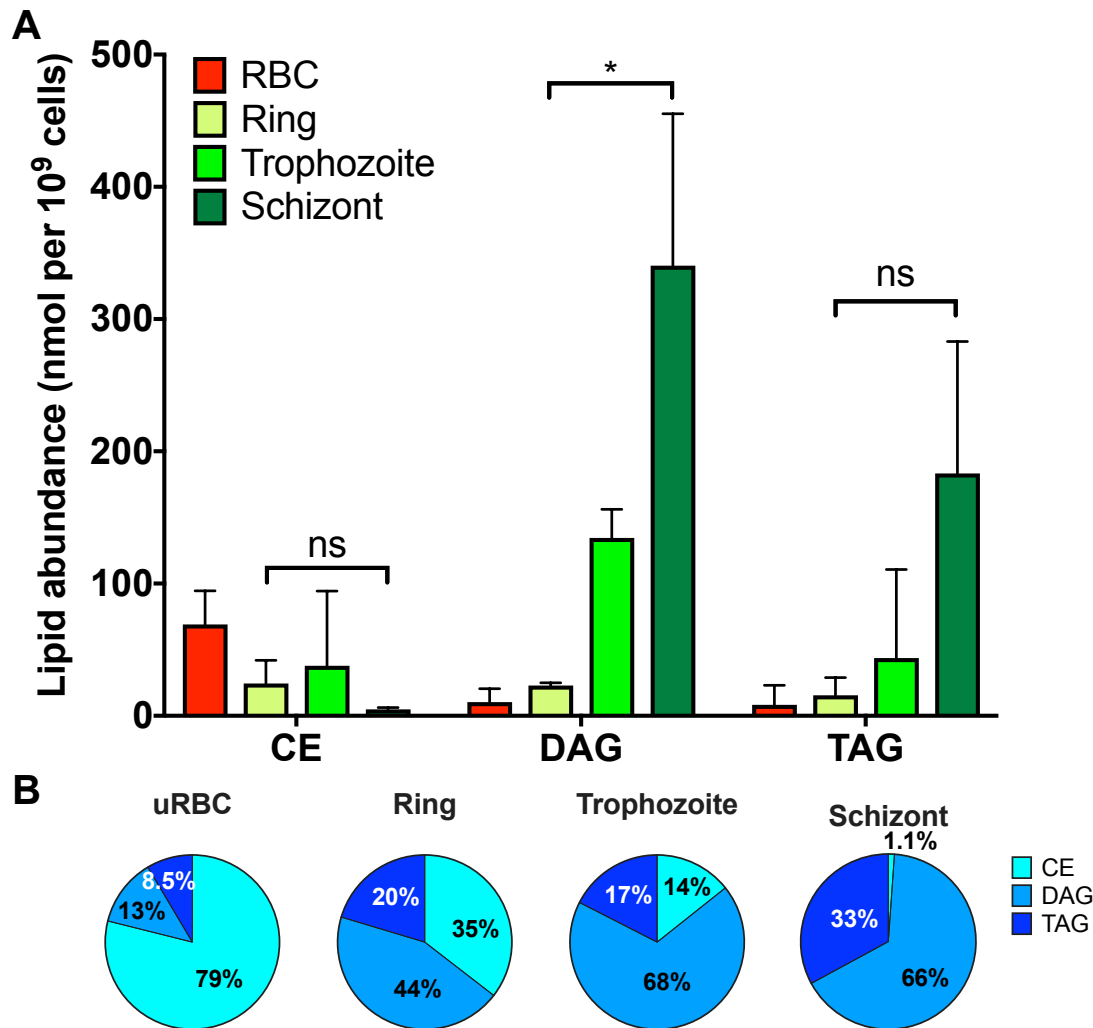 A
Lipid abundance (nmol per 10⁹ cells)
500
400
300
200
100
0
RBC
Ring
Trophozoite
Schizont
ns
*
ns
CE
DAG
TAG
B
uRBC
Ring
Trophozoite
Schizont
8.5%
13%
79%
20%
35%
44%
17%
14%
68%
1.1%
33%
66%
CE
DAG
TAG